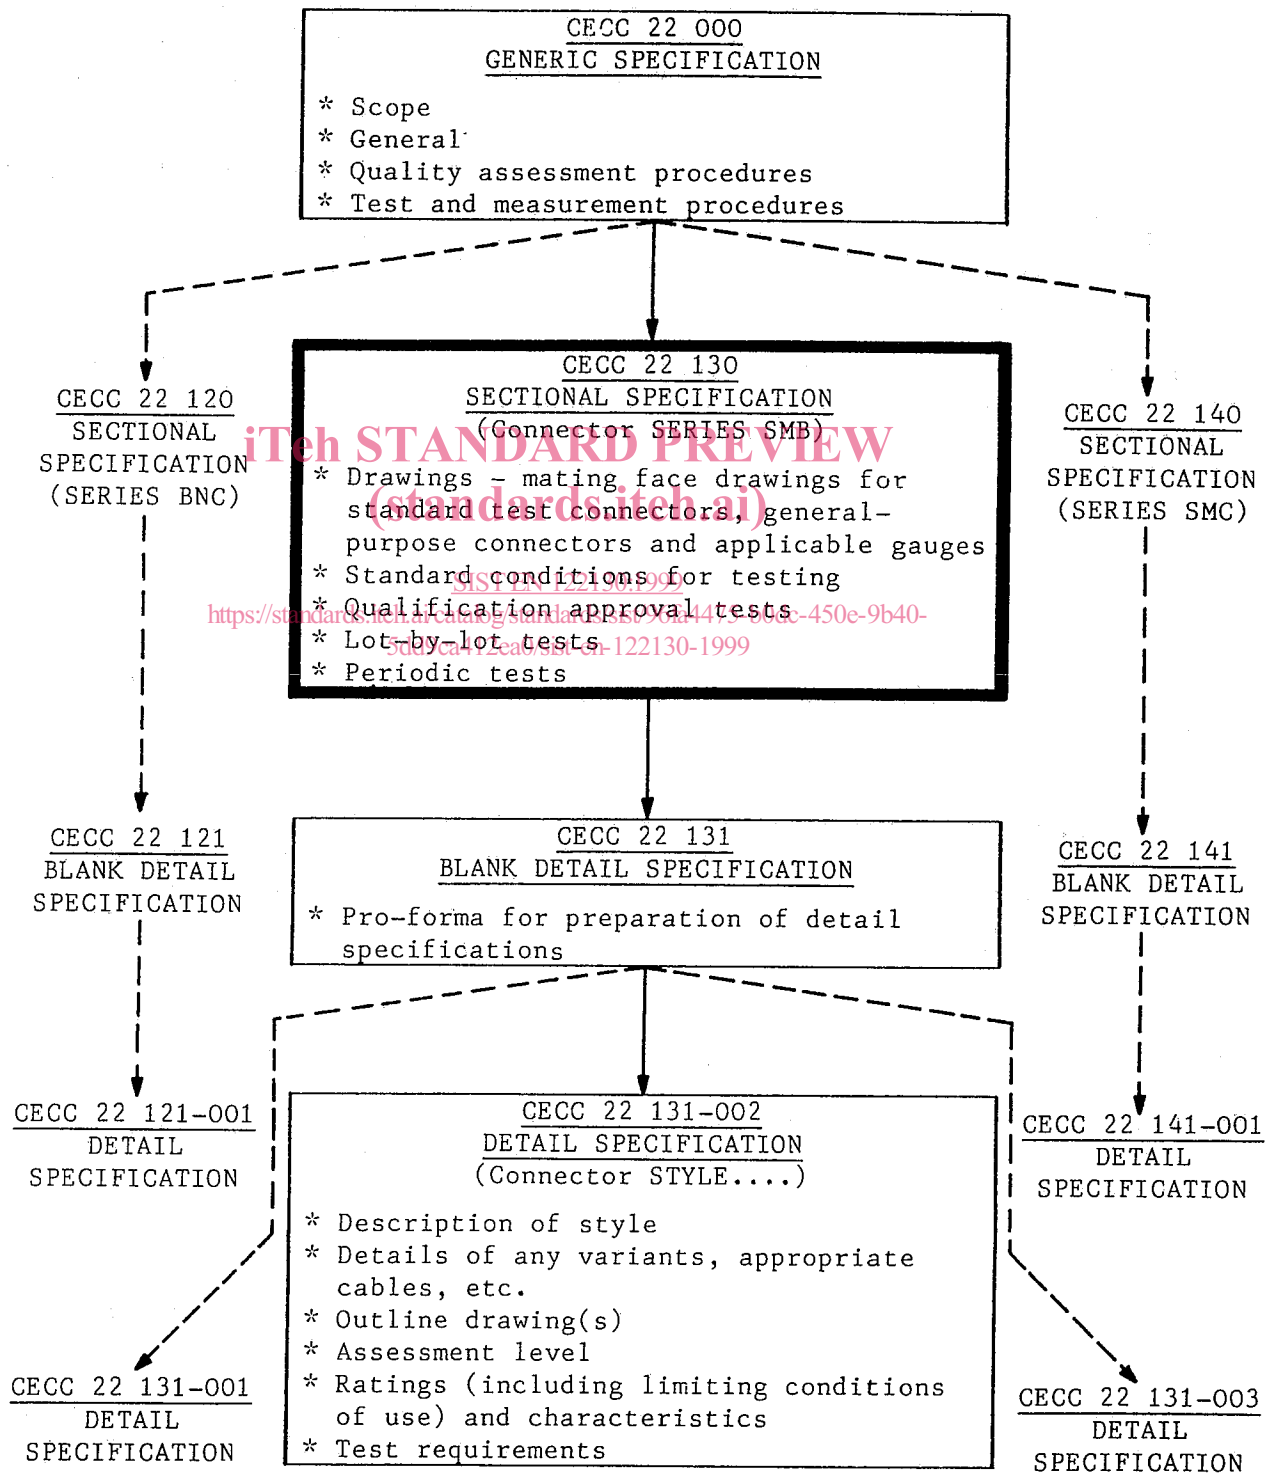 CECC 22 000
GENERIC SPECIFICATION
* Scope
* General
* Quality assessment procedures
* Test and measurement procedures
CECC 22 120
SECTIONAL
SPECIFICATION
(SERIES BNC)
CECC 22 130
SECTIONAL SPECIFICATION
(Connector SERIES SMB)
* Drawings - mating face drawings for
standard test connectors, general-
purpose connectors and applicable gauges
* Standard conditions for testing
* Qualification approval tests
* Lot-by-lot tests
* Periodic tests
CECC 22 140
SECTIONAL
SPECIFICATION
(SERIES SMC)
iTeh STANDARD PREVIEW
(standards.iteh.ai)
SIST EN 122130:1999
5dd9ca412ea0/sist-en-122130-1999
CECC 22 121
BLANK DETAIL
SPECIFICATION
CECC 22 131
BLANK DETAIL SPECIFICATION
* Pro-forma for preparation of detail
specifications
CECC 22 141
BLANK DETAIL
SPECIFICATION
CECC 22 121-001
DETAIL
SPECIFICATION
CECC 22 131-002
DETAIL SPECIFICATION
(Connector STYLE....)
* Description of style
* Details of any variants, appropriate
cables, etc.
* Outline drawing(s)
* Assessment level
* Ratings (including limiting conditions
of use) and characteristics
* Test requirements
CECC 22 141-001
DETAIL
SPECIFICATION
CECC 22 131-001
DETAIL
SPECIFICATION
CECC 22 131-003
DETAIL
SPECIFICATION